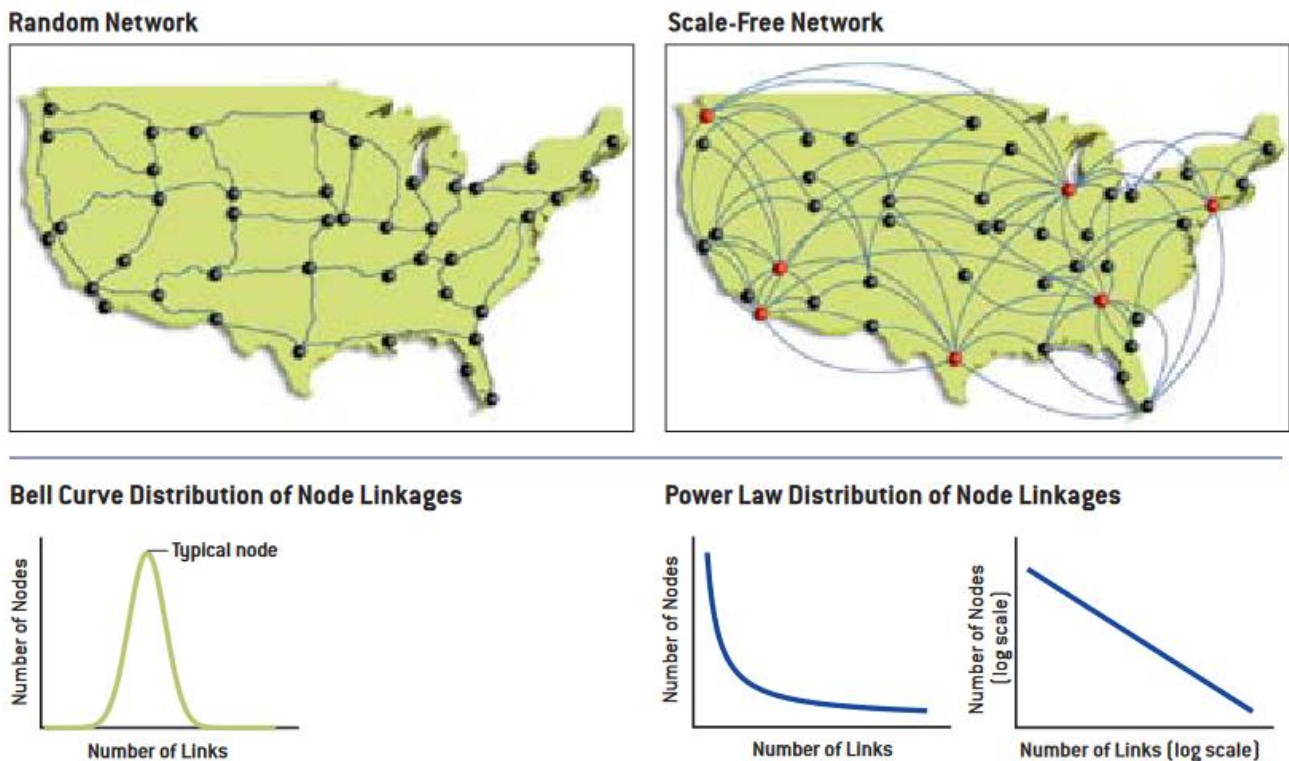 Random Network
Scale-Free Network
Bell Curve Distribution of Node Linkages
Power Law Distribution of Node Linkages
Typical node
Number of Nodes
Number of Links
Number of Nodes
Number of Links
Number of Nodes
(log scale)
Number of Links (log scale)